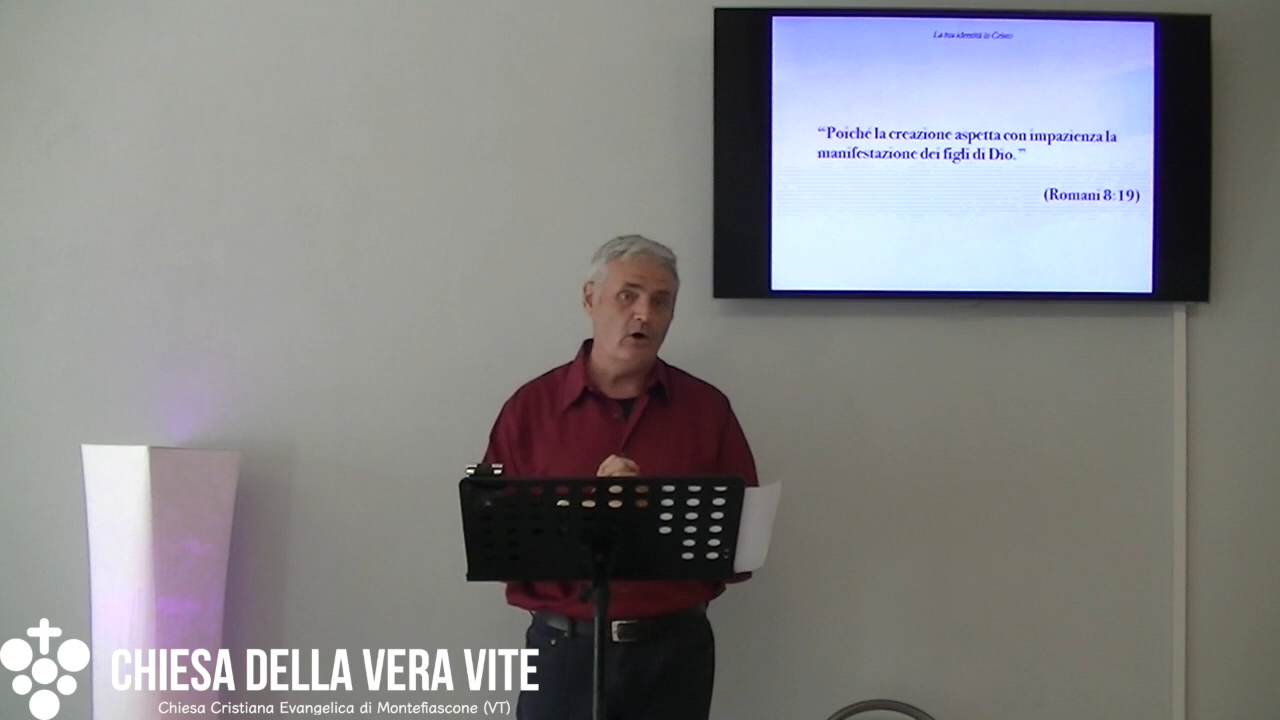 La tua identità in Cristo
“Poiché la creazione aspetta con impazienza la
manifestazione dei figli di Dio.”
(Romani 8:19)
CHIESA DELLA VERA VITE
Chiesa Cristiana Evangelica di Montefiascone (VT)